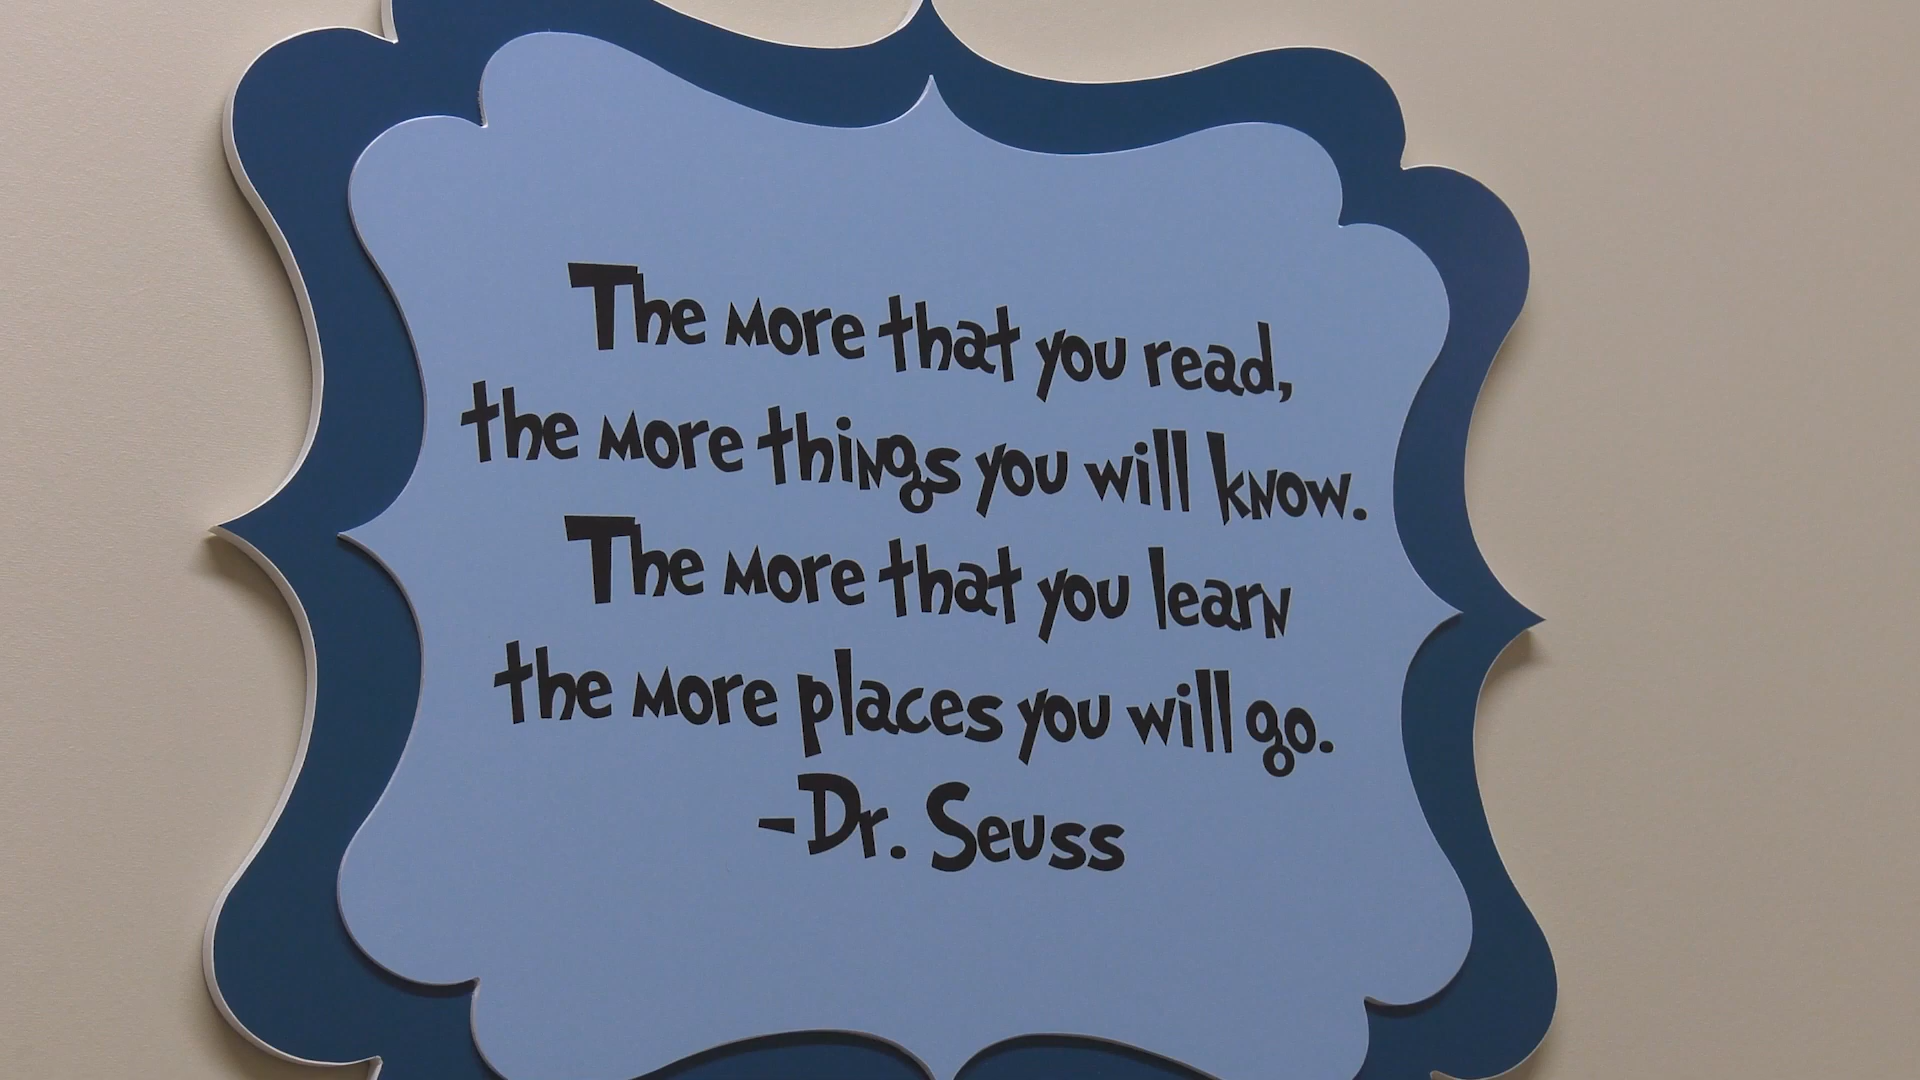 The more that you read,
the more things you will know.
The more that you learn
the more places you will go.
-Dr. Seuss